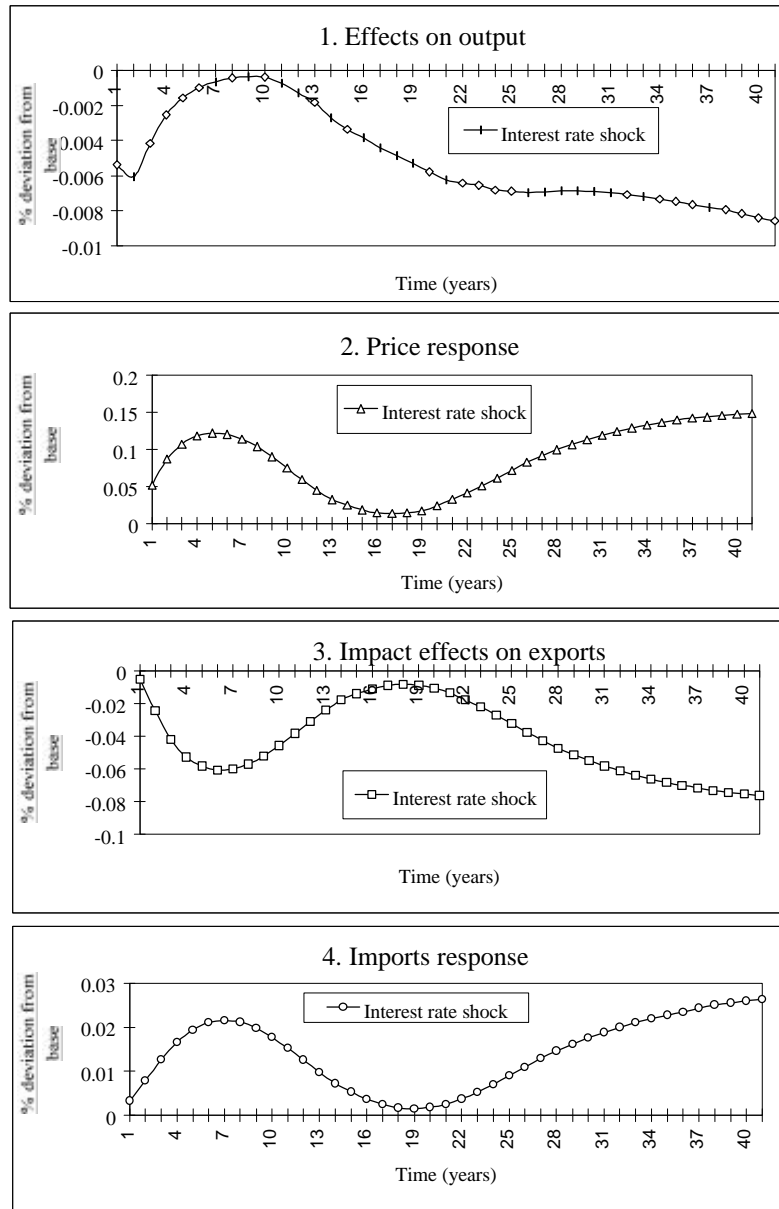 1. Effects on output
0
-0.002
-0.004
-0.006
-0.008
-0.01
% deviation from
base
1 4 7 10 13 16 19 22 25 28 31 34 37 40
Interest rate shock
Time (years)
2. Price response
0.2
0.15
0.1
0.05
0
% deviation from
base
Interest rate shock
1 4 7 10 13 16 19 22 25 28 31 34 37 40
Time (years)
3. Impact effects on exports
0
-0.02
-0.04
-0.06
-0.08
-0.1
% deviation from
base
1 4 7 10 13 16 19 22 25 28 31 34 37 40
Interest rate shock
Time (years)
4. Imports response
0.03
0.02
0.01
0
% deviation from
base
Interest rate shock
1 4 7 10 13 16 19 22 25 28 31 34 37 40
Time (years)